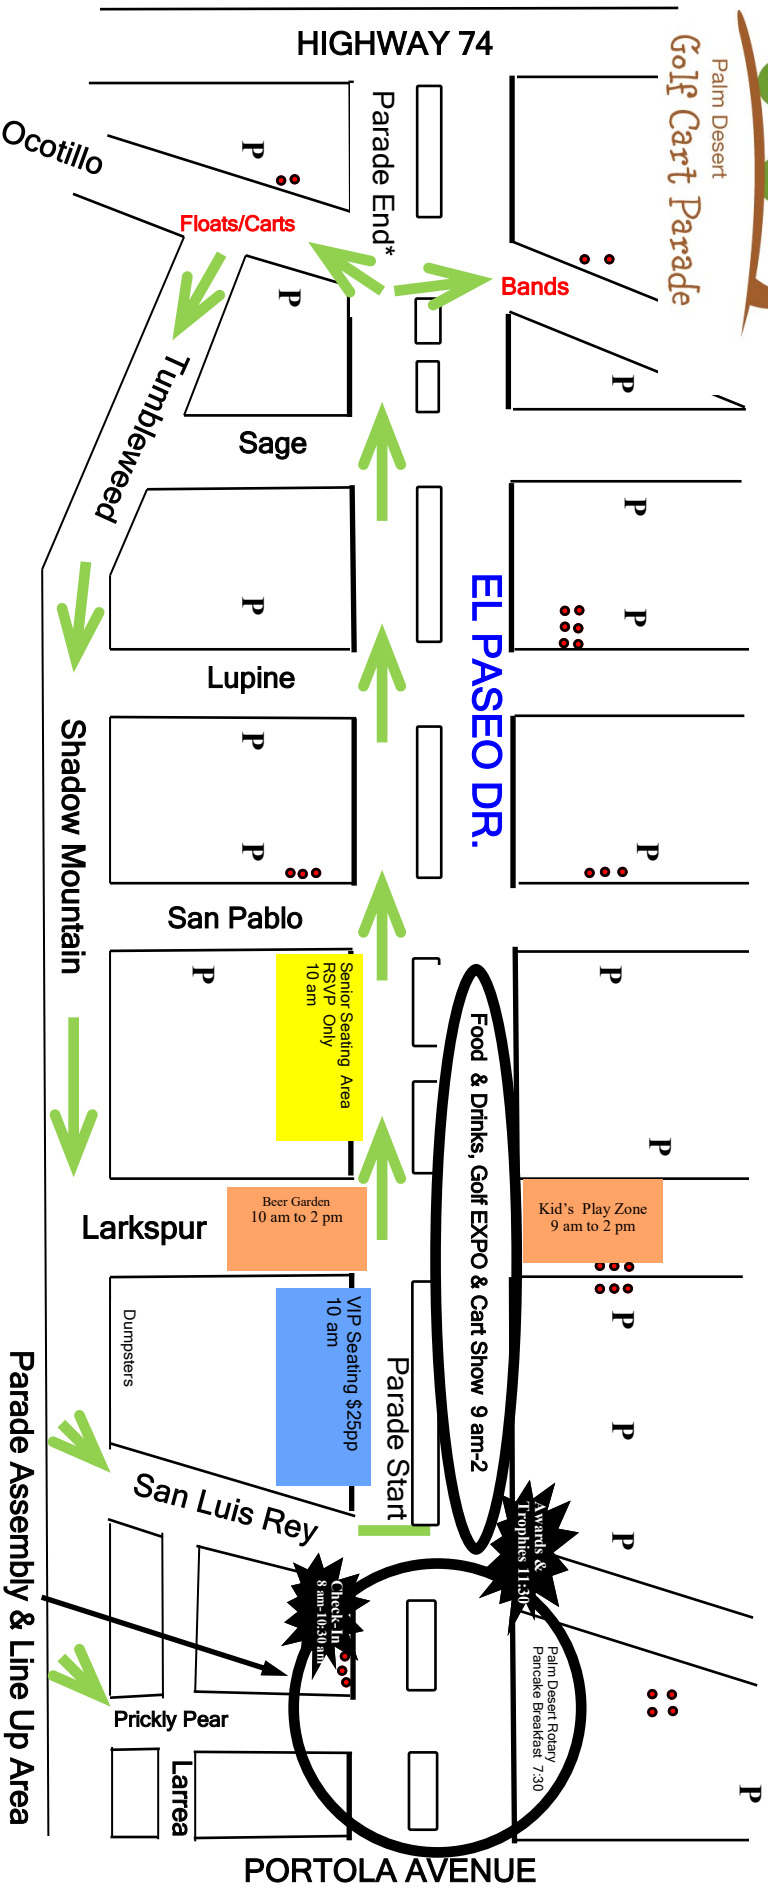 HIGHWAY 74
Palm Desert
Golf Cart Parade
Parade End*
Ocotillo
P
Floats/Carts
Bands
P
P
Tumbleweed
Sage
P
P
P
EL PASEO DR.
Lupine
Shadow Mountain
P
P
P
San Pablo
P
P
Senior Seating Area
RSVP Only
10 am
Food & Drinks, Golf EXPO & Cart Show 9 am-2
P
Larkspur
Beer Garden
10 am to 2 pm
Kid's Play Zone
9 am to 2 pm
Dumpsters
VIP Seating $25pp
10 am
Parade Start
P
P
P
San Luis Rey
Awards &
Trophies 11:30
Check-In
8 am-10:30 am
Parade Assembly & Line Up Area
Palm Desert Rotary
Pancake Breakfast 7:30
Prickly Pear
Larrea
P
PORTOLA AVENUE